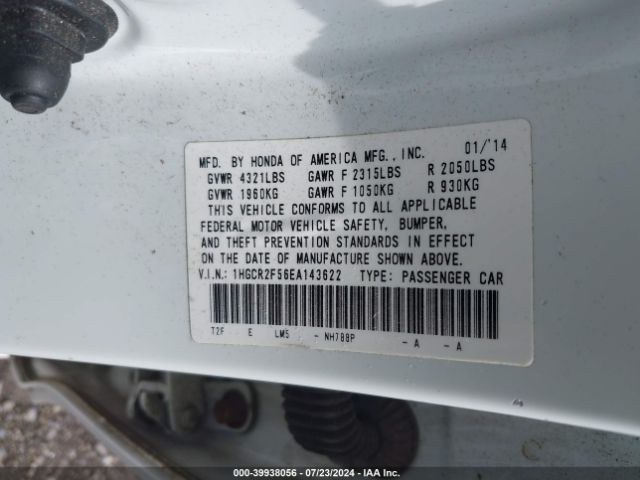 MFD. BY HONDA OF AMERICA MFG., INC. 01/'14
GVWR 4321LBS GAWR F 2315LBS R 2050LBS
GVWR 1960KG GAWR F 1050KG R 930KG
THIS VEHICLE CONFORMS TO ALL APPLICABLE
FEDERAL MOTOR VEHICLE SAFETY, BUMPER,
AND THEFT PREVENTION STANDARDS IN EFFECT
ON THE DATE OF MANUFACTURE SHOWN ABOVE.
V.I.N.: 1HGCR2F56EA143622 TYPE: PASSENGER CAR
T2F E LM5 - NH788P - A - A
000-39938056 - 07/23/2024 - IAA Inc.